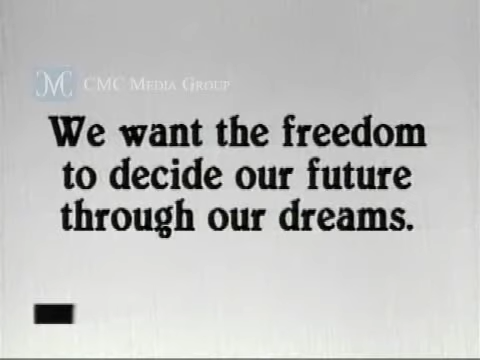 CMC MEDIA GROUP
We want the freedom
to decide our future
through our dreams.